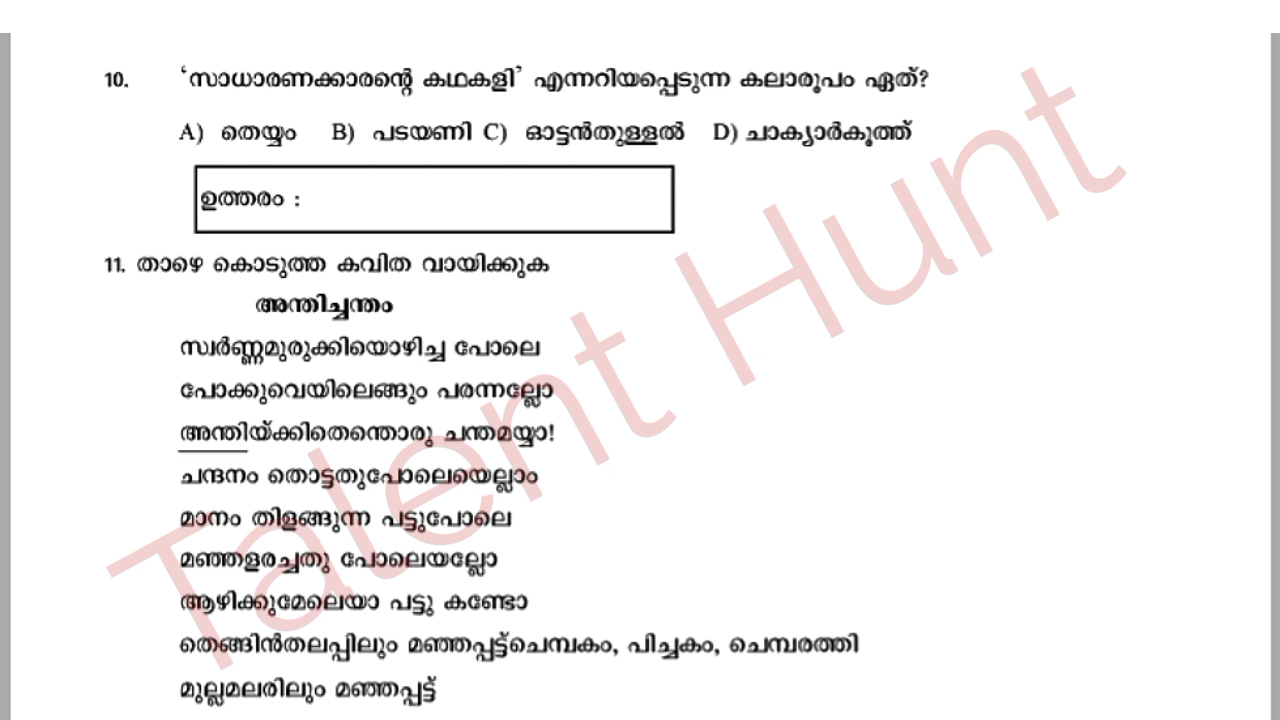 10. ‘സാധാരണക്കാരന്റെ കഥകളി’ എന്നറിയപ്പെടുന്ന കലാരൂപം ഏത്?
A) തെയ്യം B) പടയണി C) ഓട്ടൻതുള്ളൽ D) ചാക്യാർകൂത്ത്
ഉത്തരം :
11. താഴെ കൊടുത്ത കവിത വായിക്കുക
അന്തിച്ചന്തം
സ്വർണ്ണമുരുക്കിയൊഴിച്ച പോലെ
പോക്കുവെയിലെങ്ങും പരന്നല്ലോ
അന്തിയ്ക്കിതെന്തൊരു ചന്തമയ്യാ!
ചന്ദനം തൊട്ടതുപോലെയെല്ലാം
മാനം തിളങ്ങുന്ന പട്ടുപോലെ
മഞ്ഞളരച്ചതു പോലെയല്ലോ
ആഴിക്കുമേലെയാ പട്ടു കണ്ടോ
തെങ്ങിൻതലപ്പിലും മഞ്ഞപ്പട്ട്ചെമ്പകം, പിച്ചകം, ചെമ്പരത്തി
മുല്ലമലരിലും മഞ്ഞപ്പട്ട്
Talent Hunt